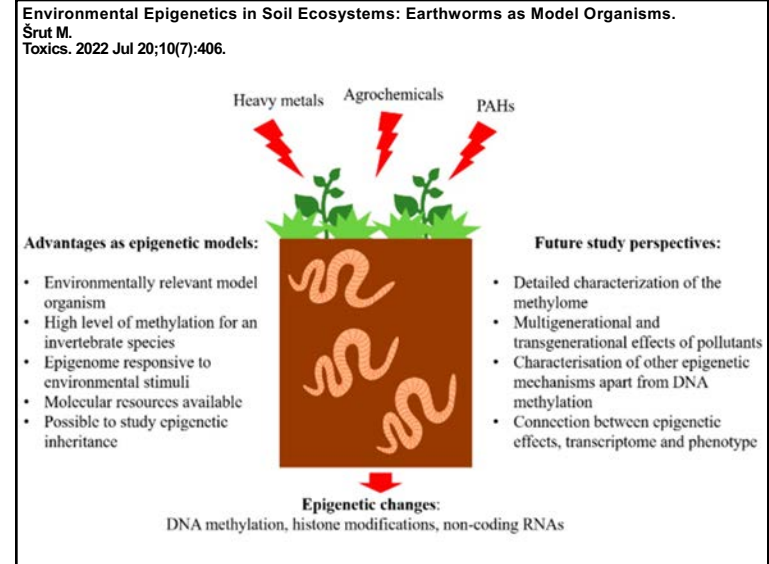 Environmental Epigenetics in Soil Ecosystems: Earthworms as Model Organisms.
Šrut M.
Toxics. 2022 Jul 20;10(7):406.
Heavy metals
Agrochemicals
PAHs
Advantages as epigenetic models:
• Environmentally relevant model
organism
• High level of methylation for an
invertebrate species
• Epigenome responsive to
environmental stimuli
• Molecular resources available
• Possible to study epigenetic
inheritance
Future study perspectives:
• Detailed characterization of the
methylome
• Multigenerational and
transgenerational effects of pollutants
• Characterisation of other epigenetic
mechanisms apart from DNA
methylation
• Connection between epigenetic
effects, transcriptome and phenotype
Epigenetic changes:
DNA methylation, histone modifications, non-coding RNAs